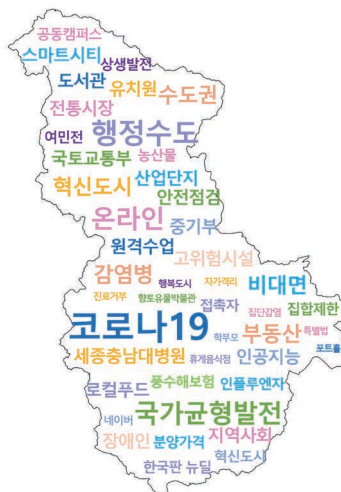 공동캠퍼스
스마트시티 상생발전
도서관 유치원 수도권
전통시장
여민전 행정수도
국토교통부 농산물
혁신도시 산업단지
안전점검
온라인 중기부
원격수업 고위험시설
감염병 행복도시 자가격리 비대면
진료거부 향토유물박물관 접촉자 집단감염 집합제한
코로나19 학부모 부동산 특별법
세종충남대병원 휴게음식점 인공지능 포트홀
로컬푸드 풍수해보험 인플루엔자
네이버 국가균형발전
장애인 분양가격 지역사회
한국판 뉴딜 혁신도시